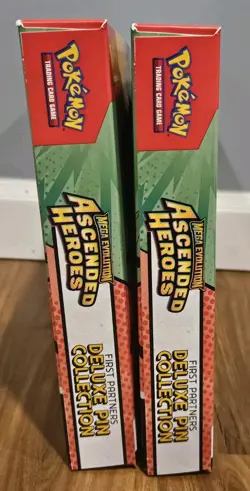 POKéMON
TRADING CARD GAME
MEGA EVOLUTION
ASCENDED
HEROES
FIRST PARTNERS
DELUXE PIN
COLLECTION
POKéMON
TRADING CARD GAME
MEGA EVOLUTION
ASCENDED
HEROES
FIRST PARTNERS
DELUXE PIN
COLLECTION